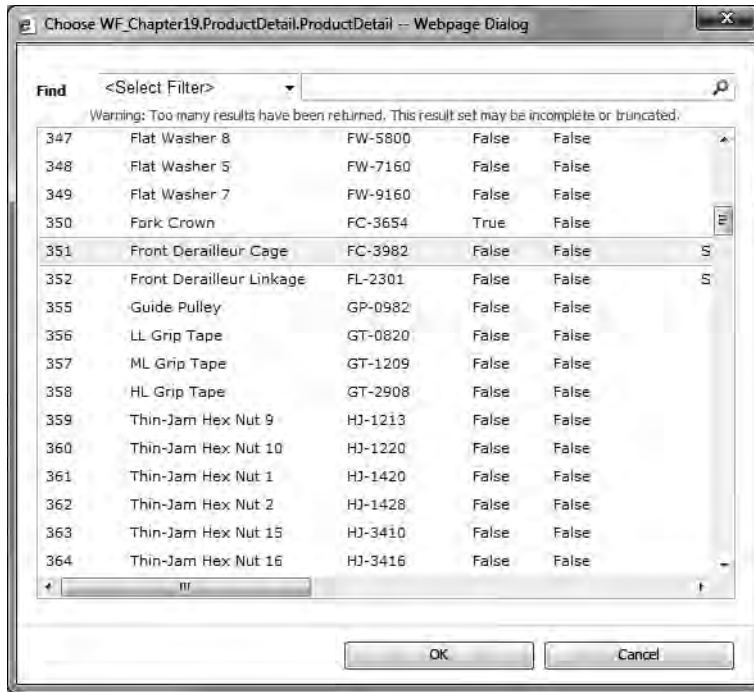 Choose WF_Chapter19.ProductDetail.ProductDetail -- Webpage Dialog
Find <Select Filter>
Warning: Too many results have been returned. This result set may be incomplete or truncated.
347 Flat Washer 8 FW-5800 False False
348 Flat Washer 5 FW-7160 False False
349 Flat Washer 7 FW-9160 False False
350 Fork Crown FC-3654 True False
351 Front Derailleur Cage FC-3982 False False S
352 Front Derailleur Linkage FL-2301 False False S
355 Guide Pulley GP-0982 False False
356 LL Grip Tape GT-0820 False False
357 ML Grip Tape GT-1209 False False
358 HL Grip Tape GT-2908 False False
359 Thin-Jam Hex Nut 9 HJ-1213 False False
360 Thin-Jam Hex Nut 10 HJ-1220 False False
361 Thin-Jam Hex Nut 1 HJ-1420 False False
362 Thin-Jam Hex Nut 2 HJ-1428 False False
363 Thin-Jam Hex Nut 15 HJ-3410 False False
364 Thin-Jam Hex Nut 16 HJ-3416 False False
OK Cancel